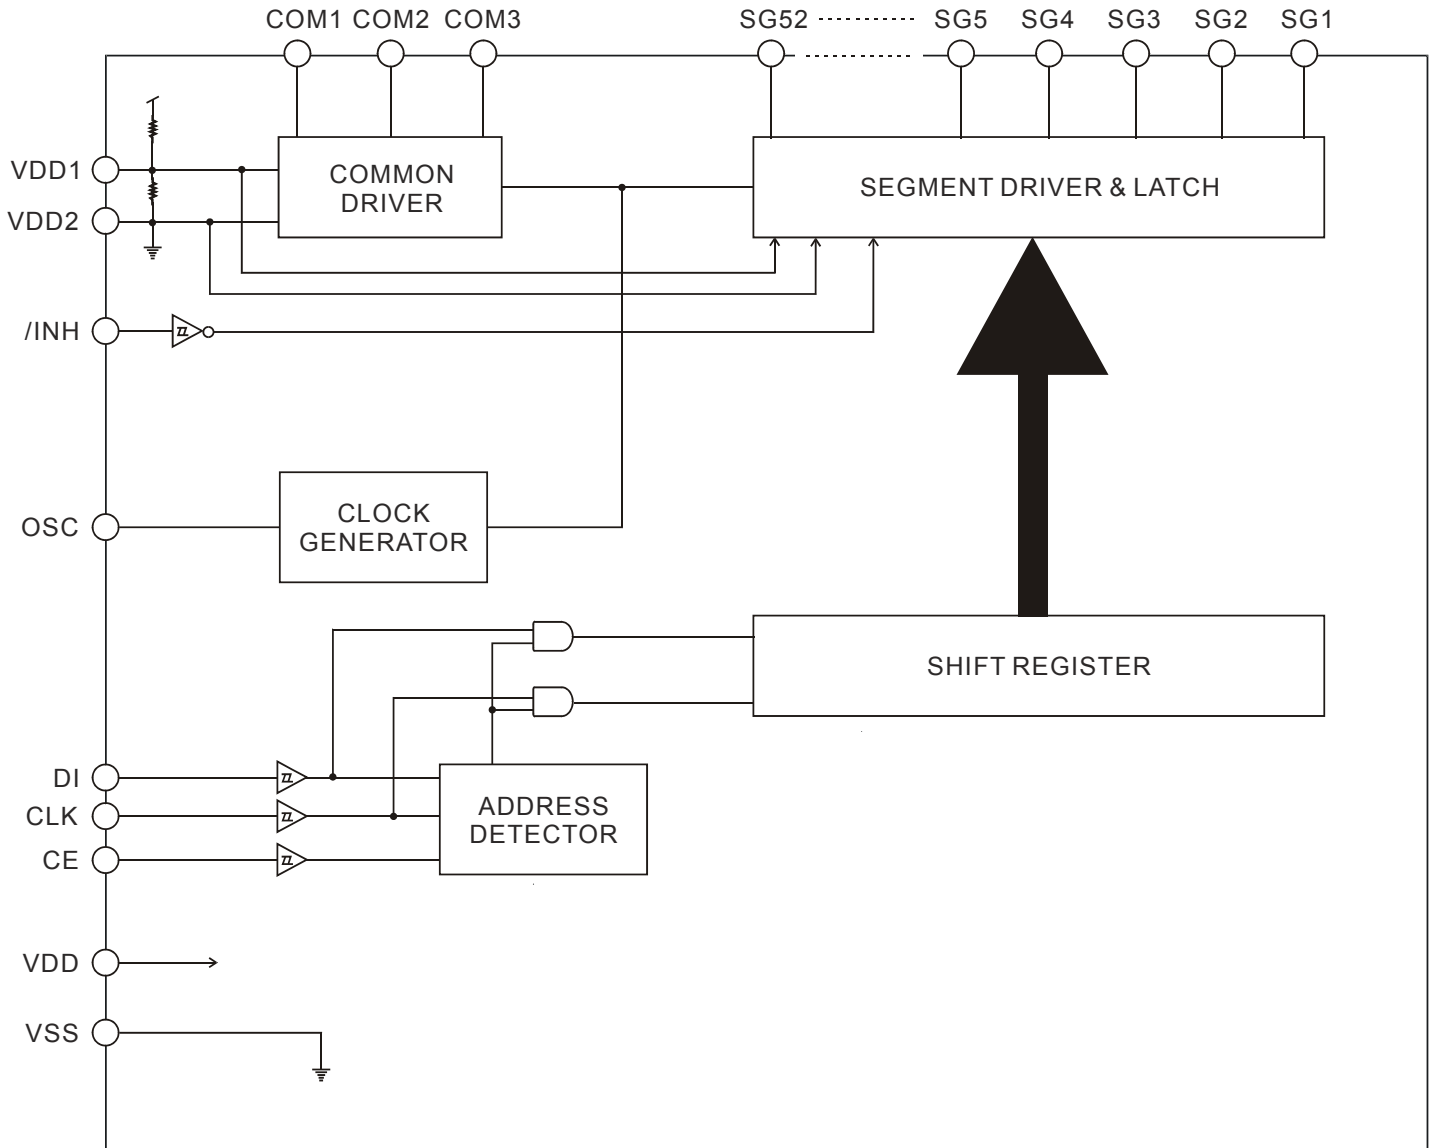 COM1 COM2 COM3 SG52 SG5 SG4 SG3 SG2 SG1
VDD1
COMMON
DRIVER
SEGMENT DRIVER & LATCH
VDD2
/INH
OSC
CLOCK
GENERATOR
SHIFT REGISTER
DI
CLK
CE
ADDRESS
DETECTOR
VDD
VSS